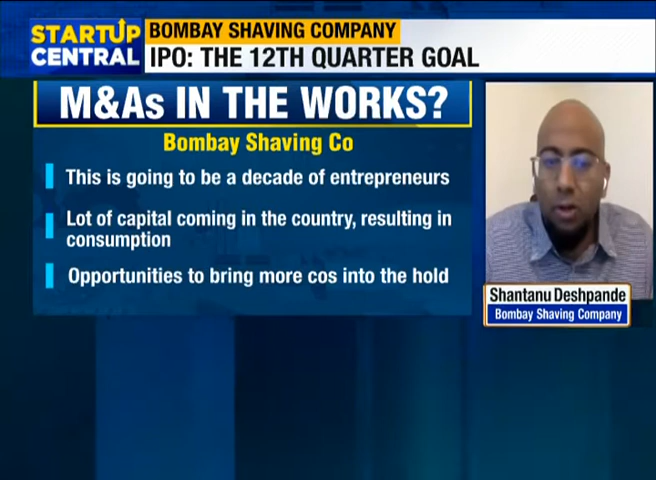 STARTUP
CENTRAL
BOMBAY SHAVING COMPANY
IPO: THE 12TH QUARTER GOAL
M&As IN THE WORKS?
Bombay Shaving Co
This is going to be a decade of entrepreneurs
Lot of capital coming in the country, resulting in
consumption
Opportunities to bring more cos into the hold
Shantanu Deshpande
Bombay Shaving Company